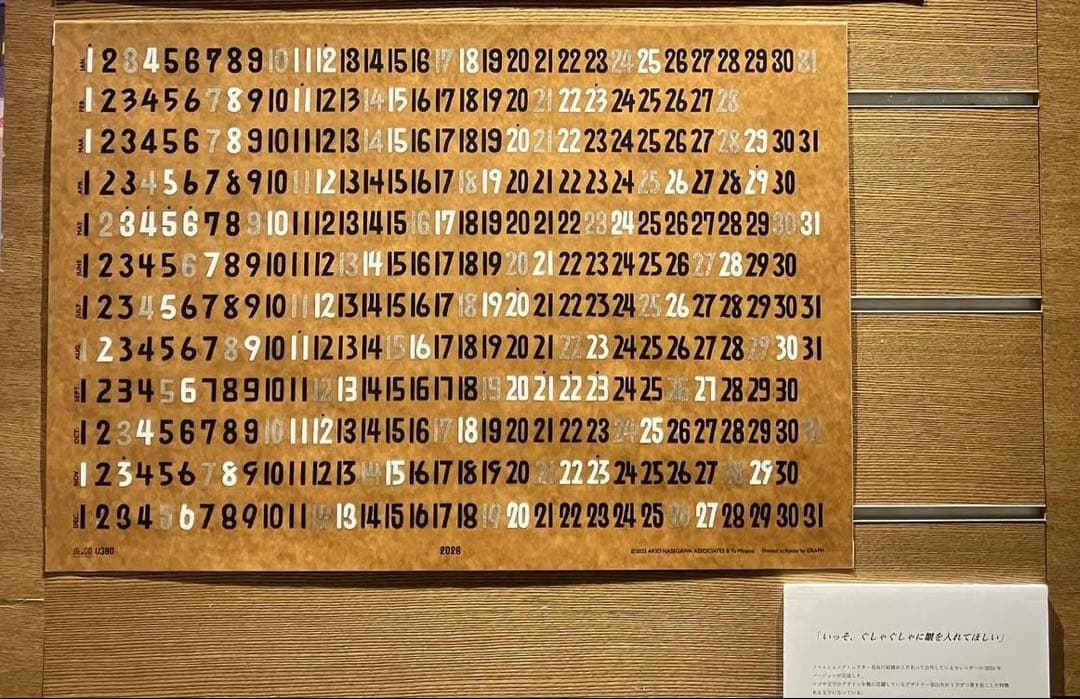 JAN. 1 2 3 4 5 6 7 8 9 10 11 12 13 14 15 16 17 18 19 20 21 22 23 24 25 26 27 28 29 30 31
FEB. 1 2 3 4 5 6 7 8 9 10 11 12 13 14 15 16 17 18 19 20 21 22 23 24 25 26 27 28
MAR. 1 2 3 4 5 6 7 8 9 10 11 12 13 14 15 16 17 18 19 20 21 22 23 24 25 26 27 28 29 30 31
APR. 1 2 3 4 5 6 7 8 9 10 11 12 13 14 15 16 17 18 19 20 21 22 23 24 25 26 27 28 29 30
MAY 1 2 3 4 5 6 7 8 9 10 11 12 13 14 15 16 17 18 19 20 21 22 23 24 25 26 27 28 29 30 31
JUNE 1 2 3 4 5 6 7 8 9 10 11 12 13 14 15 16 17 18 19 20 21 22 23 24 25 26 27 28 29 30
JULY 1 2 3 4 5 6 7 8 9 10 11 12 13 14 15 16 17 18 19 20 21 22 23 24 25 26 27 28 29 30 31
AUG. 1 2 3 4 5 6 7 8 9 10 11 12 13 14 15 16 17 18 19 20 21 22 23 24 25 26 27 28 29 30 31
SEPT. 1 2 3 4 5 6 7 8 9 10 11 12 13 14 15 16 17 18 19 20 21 22 23 24 25 26 27 28 29 30
OCT. 1 2 3 4 5 6 7 8 9 10 11 12 13 14 15 16 17 18 19 20 21 22 23 24 25 26 27 28 29 30 31
NOV. 1 2 3 4 5 6 7 8 9 10 11 12 13 14 15 16 17 18 19 20 21 22 23 24 25 26 27 28 29 30
DEC. 1 2 3 4 5 6 7 8 9 10 11 12 13 14 15 16 17 18 19 20 21 22 23 24 25 26 27 28 29 30 31
2026 ©2025 AKIO HASEGAWA ASSOCIATES & Yu Miyama Printed in Kyoto by GRAPH
「いっそ、ぐしゃぐしゃに皺を入れてほしい」